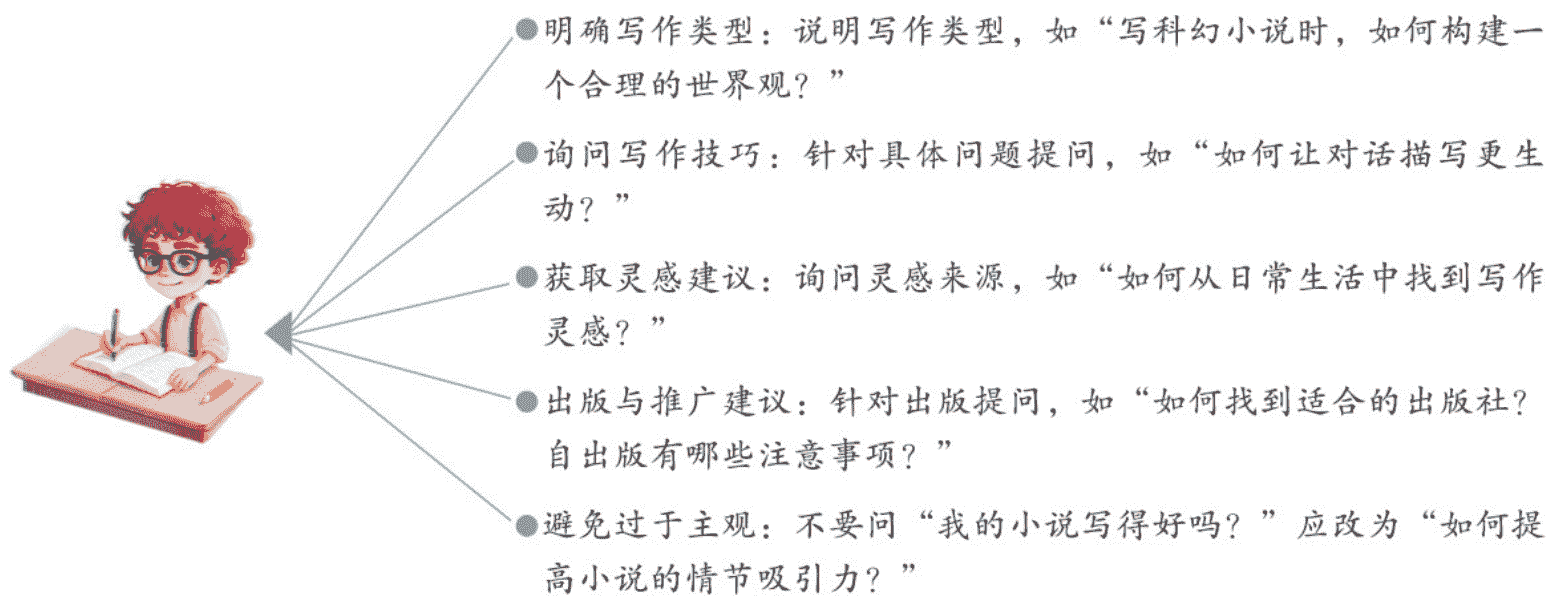 明确写作类型：说明写作类型，如“写科幻小说时，如何构建一
个合理的世界观？”
询问写作技巧：针对具体问题提问，如“如何让对话描写更生
动？”
获取灵感建议：询问灵感来源，如“如何从日常生活中找到写作
灵感？”
出版与推广建议：针对出版提问，如“如何找到适合的出版社？
自出版有哪些注意事项？”
避免过于主观：不要问“我的小说写得好吗？”应改为“如何提
高小说的情节吸引力？”